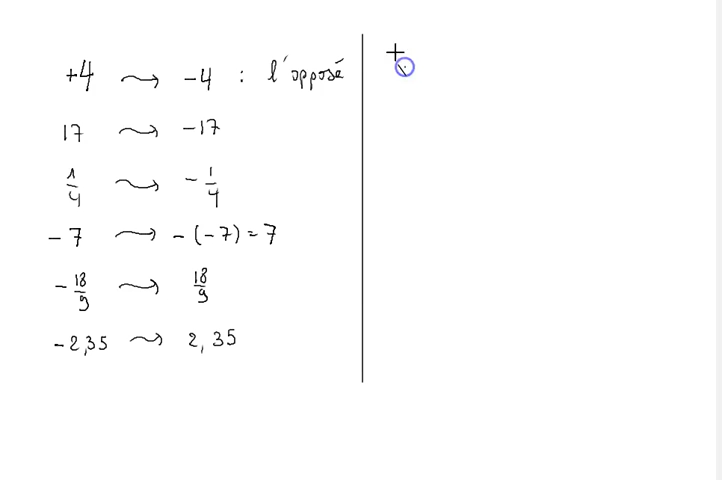 +4 ⇝ -4 : l'opposé
17 ⇝ -17
1/4 ⇝ -1/4
-7 ⇝ -(-7) = 7
-18/9 ⇝ 18/9
-2,35 ⇝ 2,35
+